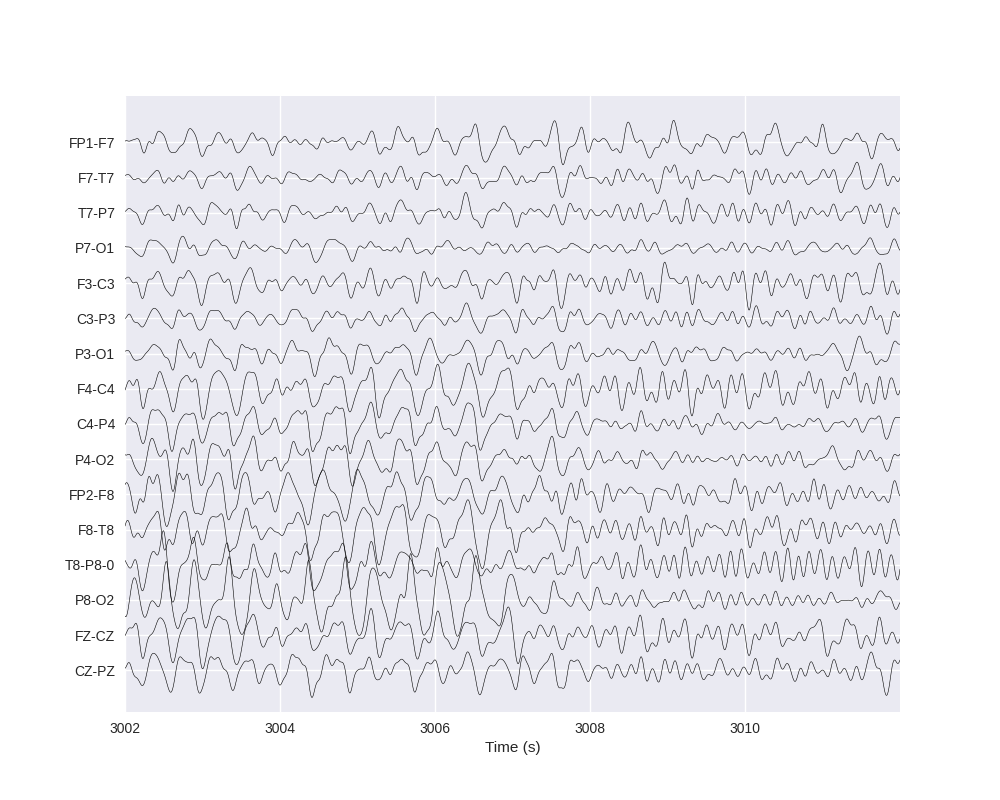 FP1-F7
F7-T7
T7-P7
P7-O1
F3-C3
C3-P3
P3-O1
F4-C4
C4-P4
P4-O2
FP2-F8
F8-T8
T8-P8-0
P8-O2
FZ-CZ
CZ-PZ
3002 3004 3006 3008 3010
Time (s)